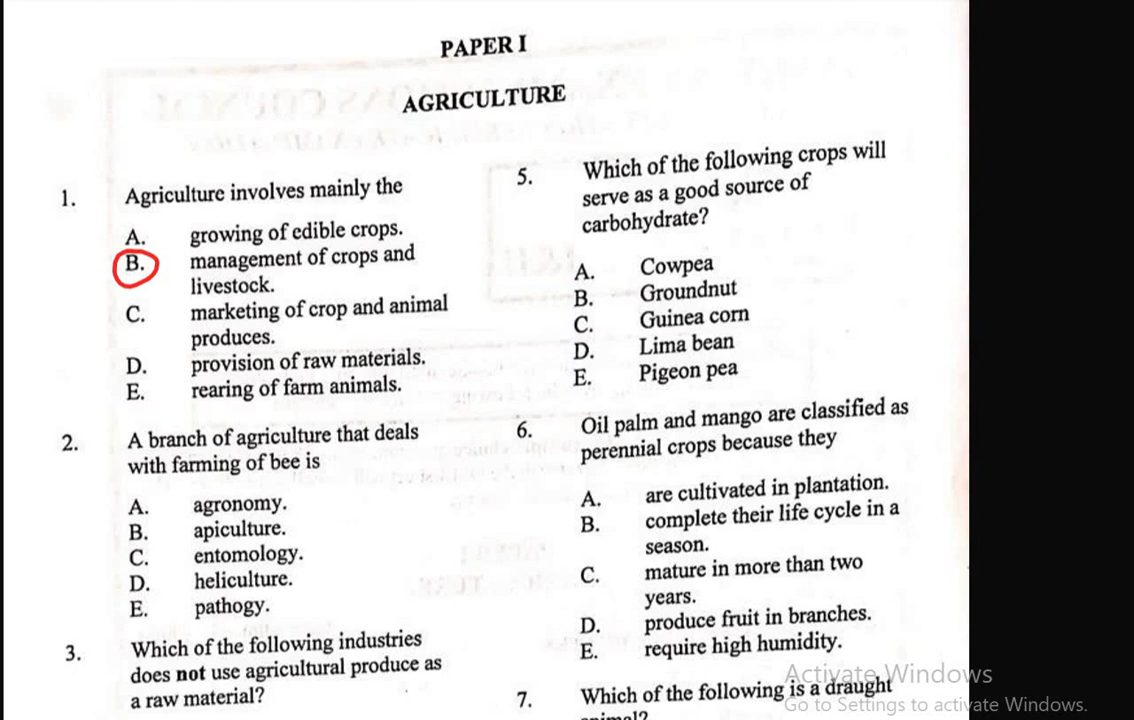 PAPER I
AGRICULTURE
1. Agriculture involves mainly the
A. growing of edible crops.
B. management of crops and
livestock.
C. marketing of crop and animal
produces.
D. provision of raw materials.
E. rearing of farm animals.
2. A branch of agriculture that deals
with farming of bee is
A. agronomy.
B. apiculture.
C. entomology.
D. heliculture.
E. pathogy.
3. Which of the following industries
does not use agricultural produce as
a raw material?
5. Which of the following crops will
serve as a good source of
carbohydrate?
A. Cowpea
B. Groundnut
C. Guinea corn
D. Lima bean
E. Pigeon pea
6. Oil palm and mango are classified as
perennial crops because they
A. are cultivated in plantation.
B. complete their life cycle in a
season.
C. mature in more than two
years.
D. produce fruit in branches.
E. require high humidity.
7. Which of the following is a draught
Activate Windows
Go to Settings to activate Windows.